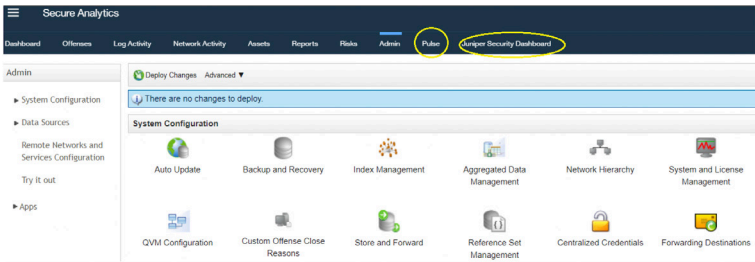 Secure Analytics
Dashboard Offenses Log Activity Network Activity Assets Reports Risks Admin Pulse Juniper Security Dashboard
Admin
Deploy Changes Advanced ▼
There are no changes to deploy.
▶ System Configuration
▶ Data Sources
Remote Networks and
Services Configuration
Try it out
▶ Apps
System Configuration
Auto Update
Backup and Recovery
Index Management
Aggregated Data
Management
Network Hierarchy
System and License
Management
QVM Configuration
Custom Offense Close
Reasons
Store and Forward
Reference Set
Management
Centralized Credentials
Forwarding Destinations